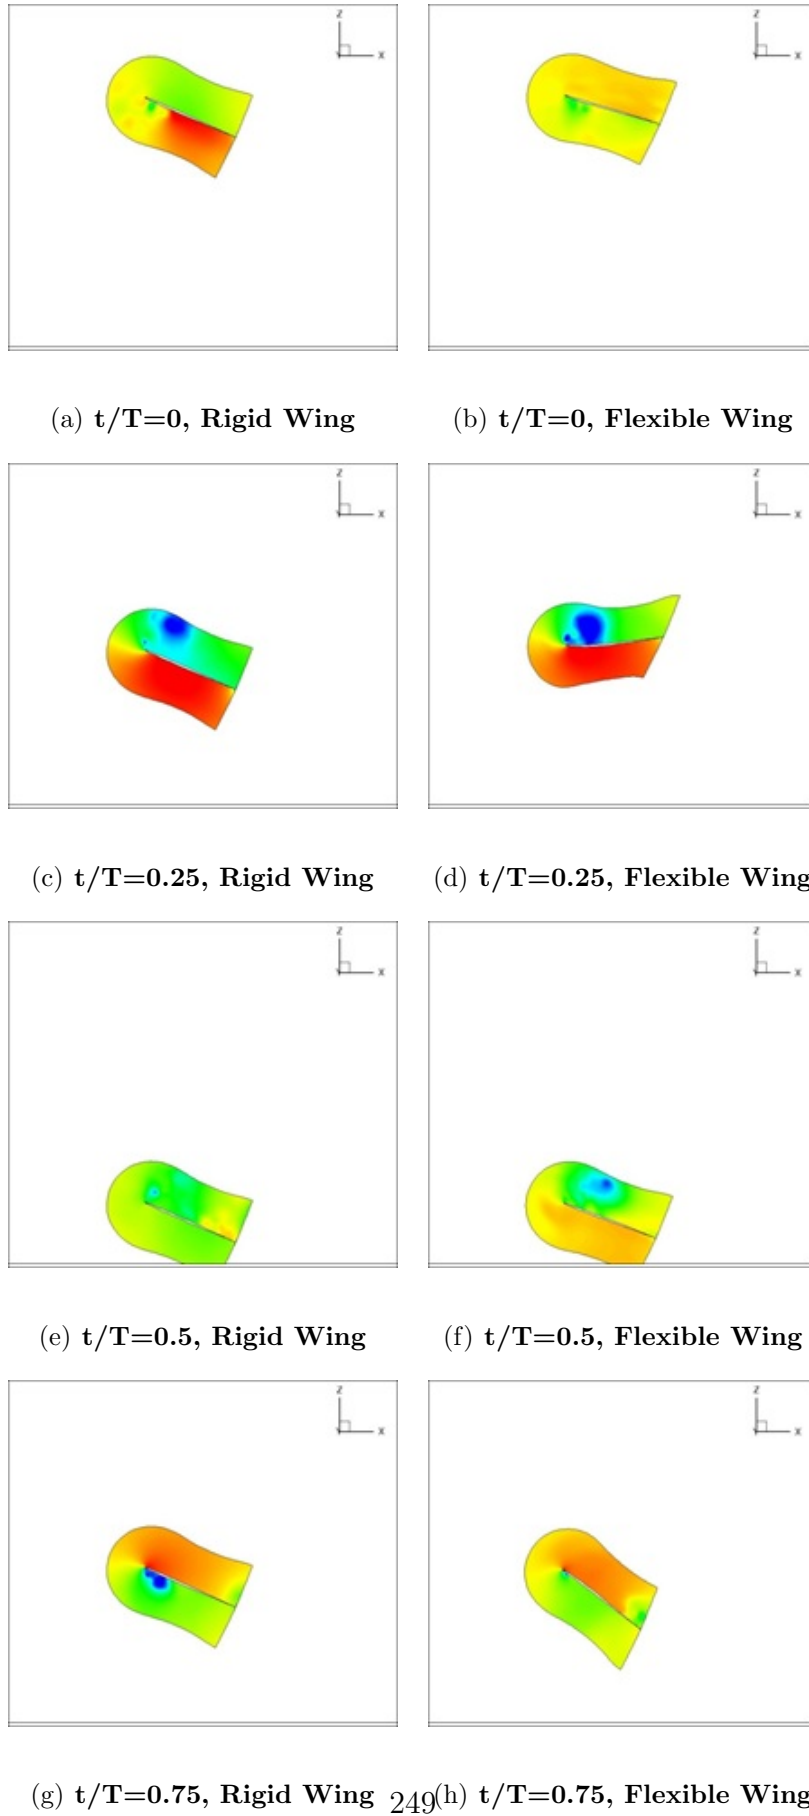 z
x
z
x
(a) t/T=0, Rigid Wing
(b) t/T=0, Flexible Wing
z
x
z
x
(c) t/T=0.25, Rigid Wing
(d) t/T=0.25, Flexible Wing
z
x
z
x
(e) t/T=0.5, Rigid Wing
(f) t/T=0.5, Flexible Wing
z
x
z
x
(g) t/T=0.75, Rigid Wing
249
(h) t/T=0.75, Flexible Wing